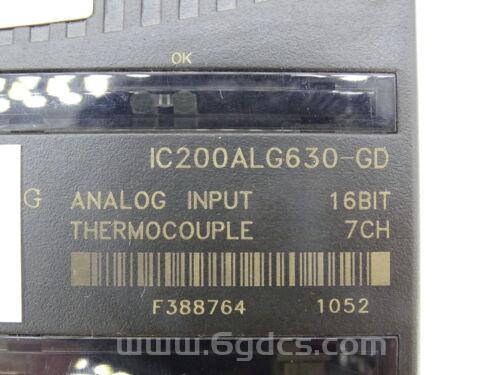 OK
IC200ALG630-GD
G ANALOG INPUT 16BIT
THERMOCOUPLE 7CH
F388764 1052
www.6gdcs.com